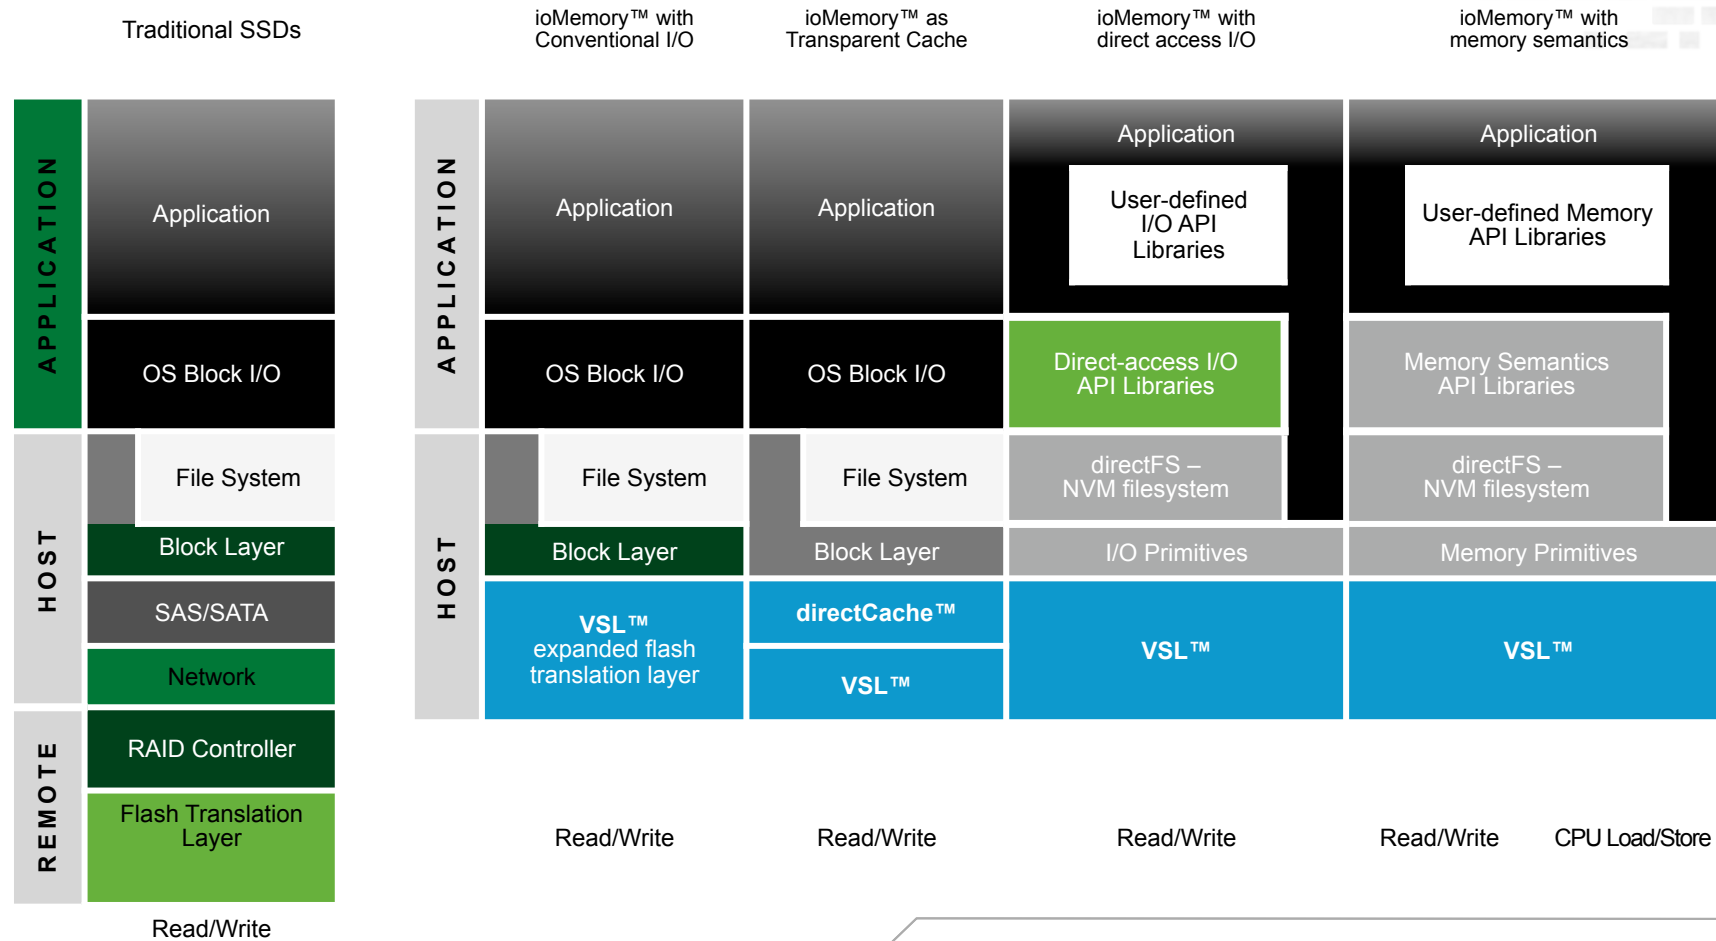 Traditional SSDs
ioMemory™ with
Conventional I/O
ioMemory™ as
Transparent Cache
ioMemory™ with
direct access I/O
ioMemory™ with
memory semantics
APPLICATION
HOST
REMOTE
Application
OS Block I/O
File System
Block Layer
SAS/SATA
Network
RAID Controller
Flash Translation
Layer
Read/Write
APPLICATION
HOST
Application
OS Block I/O
File System
Block Layer
VSL™
expanded flash
translation layer
Read/Write
Application
OS Block I/O
File System
Block Layer
directCache™
VSL™
Read/Write
Application
User-defined
I/O API
Libraries
Direct-access I/O
API Libraries
directFS –
NVM filesystem
I/O Primitives
VSL™
Read/Write
Application
User-defined Memory
API Libraries
Memory Semantics
API Libraries
directFS –
NVM filesystem
Memory Primitives
VSL™
Read/Write
CPU Load/Store